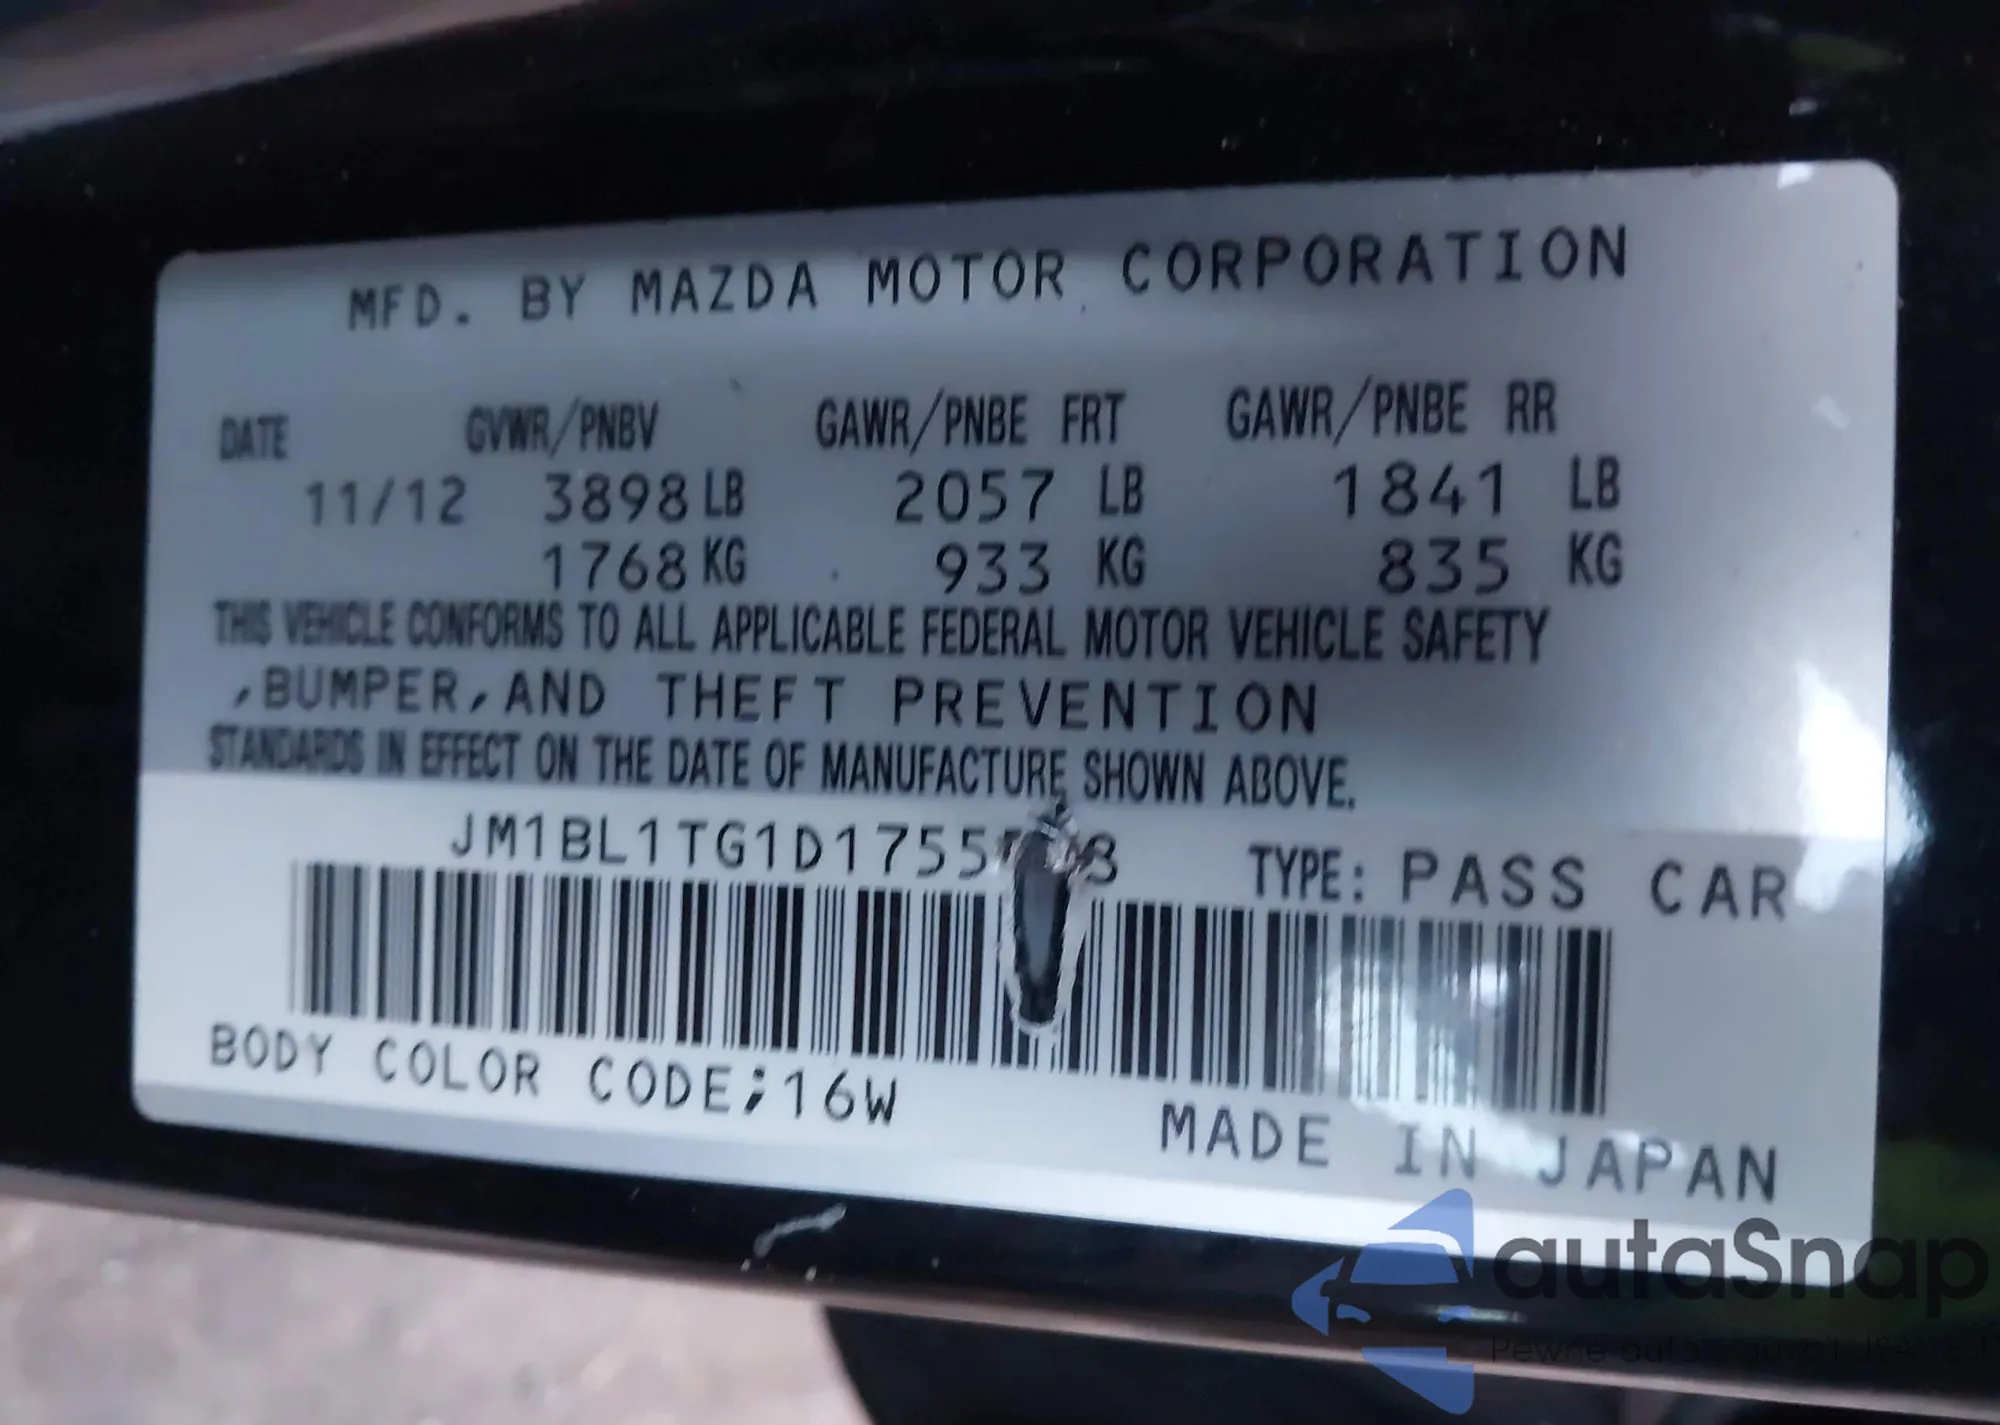 MFD. BY MAZDA MOTOR CORPORATION
DATE GVWR/PNBV GAWR/PNBE FRT GAWR/PNBE RR
11/12 3898 LB 2057 LB 1841 LB
1768 KG 933 KG 835 KG
THIS VEHICLE CONFORMS TO ALL APPLICABLE FEDERAL MOTOR VEHICLE SAFETY
,BUMPER,AND THEFT PREVENTION
STANDARDS IN EFFECT ON THE DATE OF MANUFACTURE SHOWN ABOVE.
TYPE: PASS CAR
BODY COLOR CODE;16W
MADE IN JAPAN
autaSnap